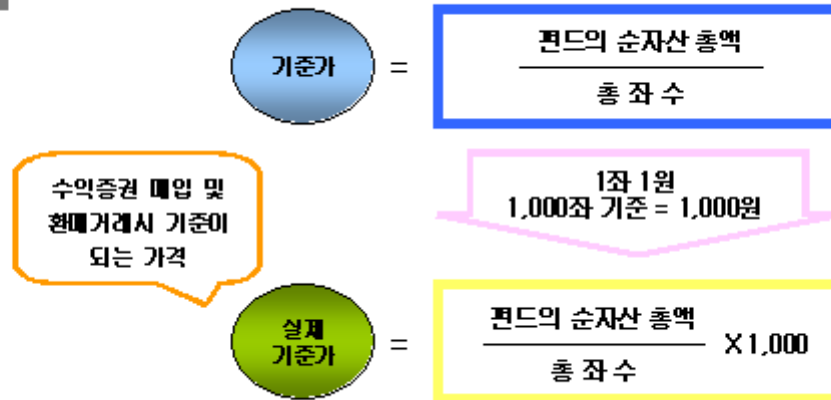 기준가 = 펀드의 순자산 총액
총 좌 수
1좌 1원
1,000좌 기준 = 1,000원
수익증권 매입 및
환매거래시 기준이
되는 가격
실제
기준가 = 펀드의 순자산 총액
총 좌 수
X 1,000